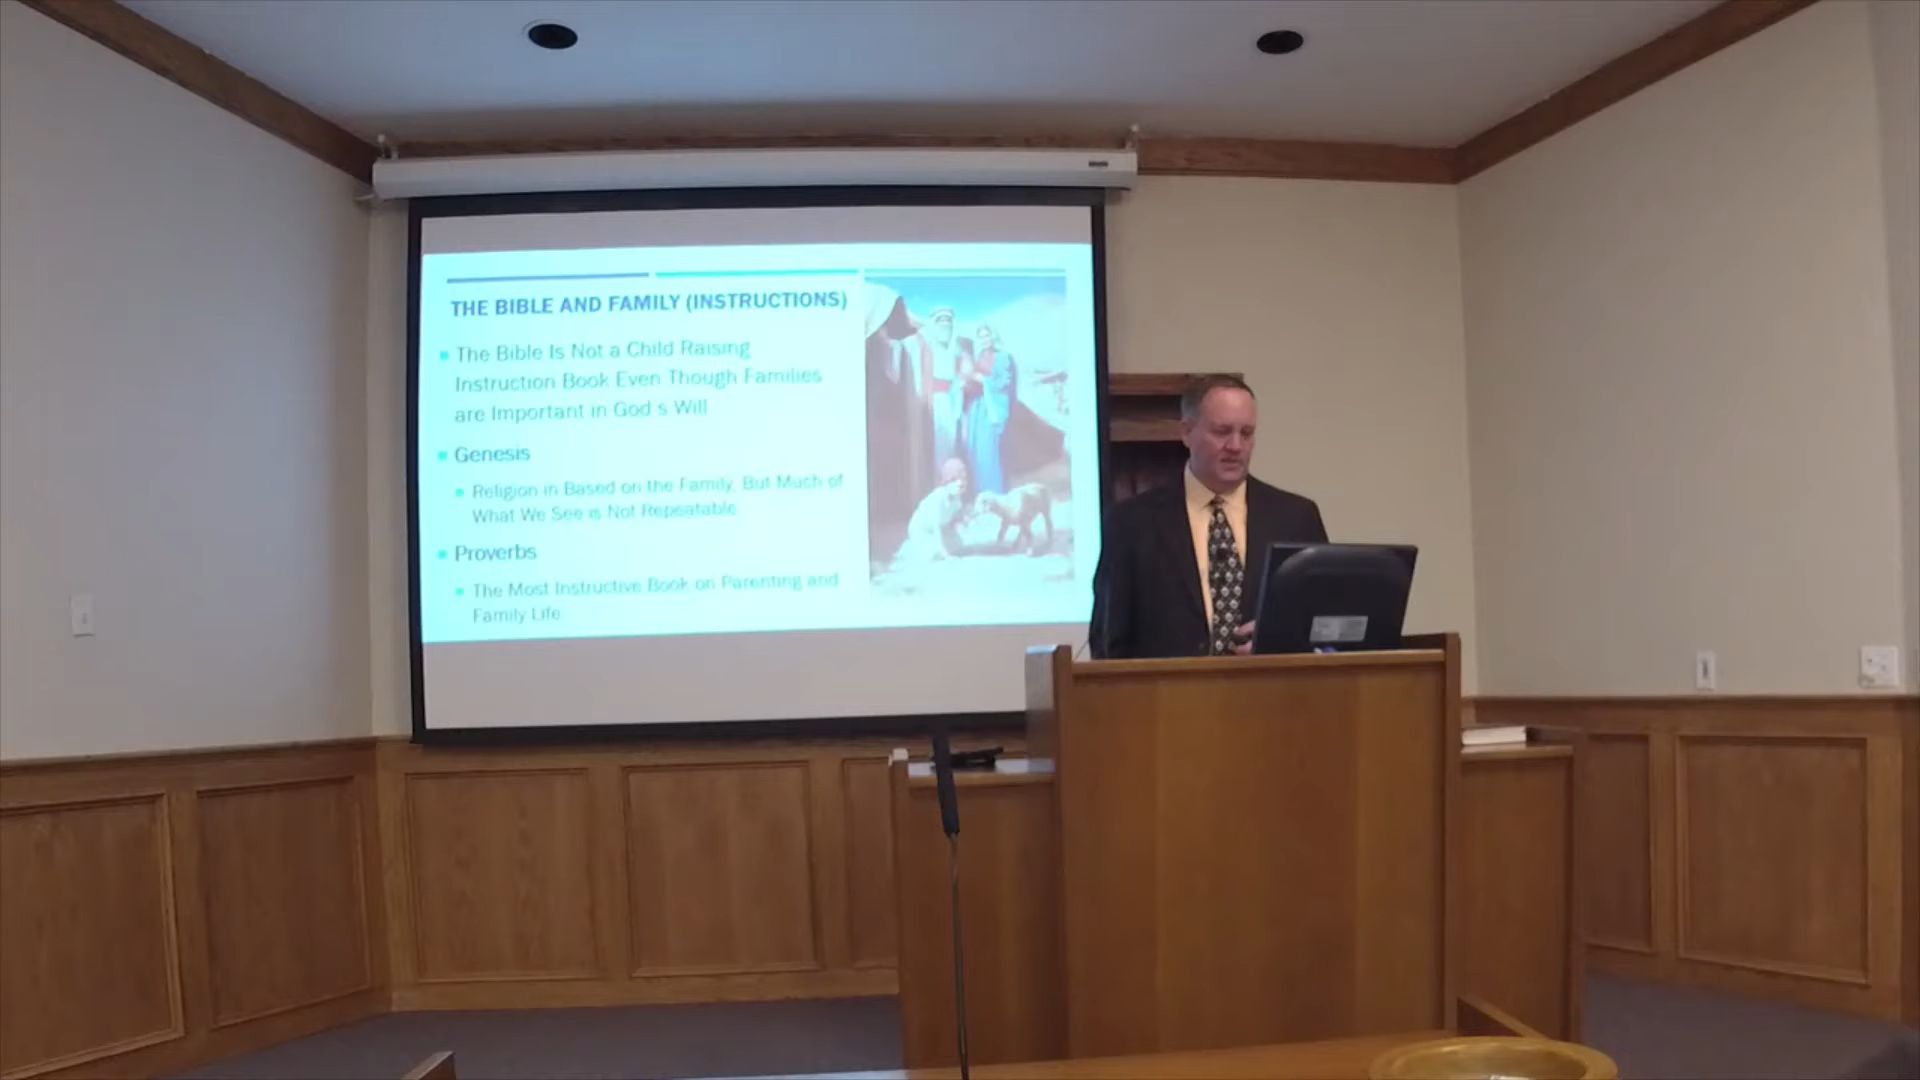 THE BIBLE AND FAMILY (INSTRUCTIONS)
The Bible Is Not a Child Raising
Instruction Book Even Though Families
are Important in God s Will
Genesis
Religion in Based on the Family, But Much of
What We See is Not Repeatable
Proverbs
The Most Instructive Book on Parenting and
Family Life